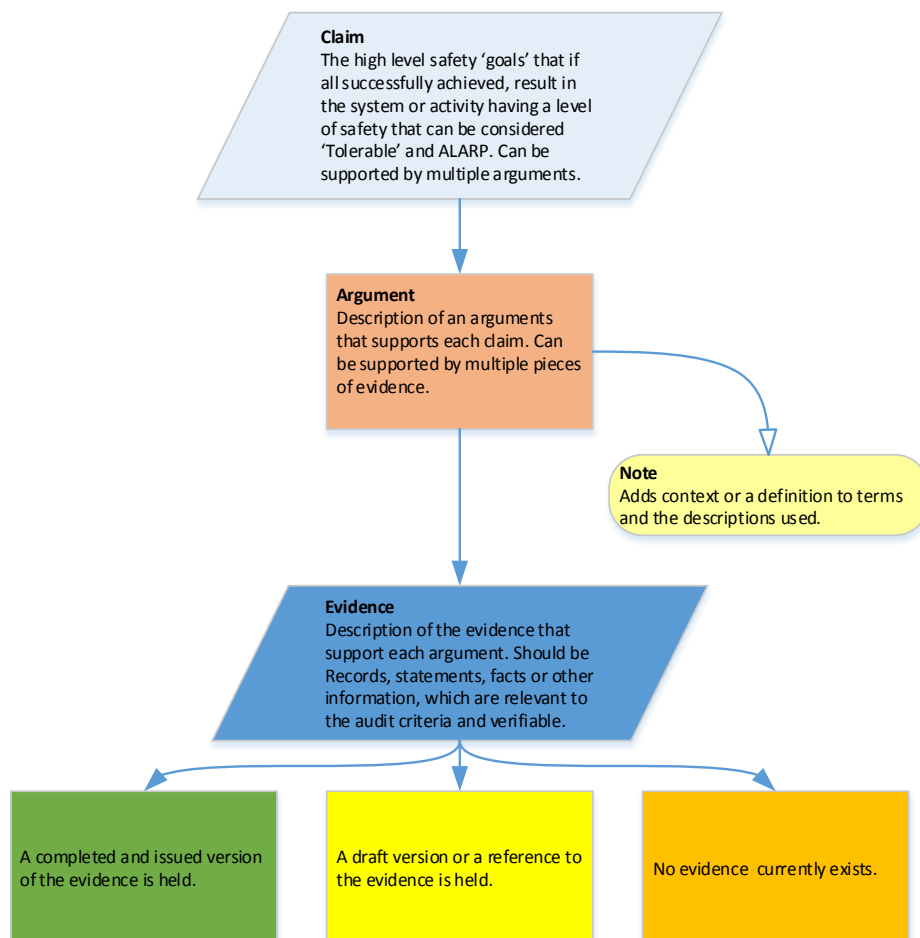 Claim
The high level safety ‘goals’ that if
all successfully achieved, result in
the system or activity having a level
of safety that can be considered
‘Tolerable’ and ALARP. Can be
supported by multiple arguments.
Argument
Description of an arguments
that supports each claim. Can
be supported by multiple pieces
of evidence.
Note
Adds context or a definition to terms
and the descriptions used.
Evidence
Description of the evidence that
support each argument. Should be
Records, statements, facts or other
information, which are relevant to
the audit criteria and verifiable.
A completed and issued version
of the evidence is held.
A draft version or a reference to
the evidence is held.
No evidence currently exists.